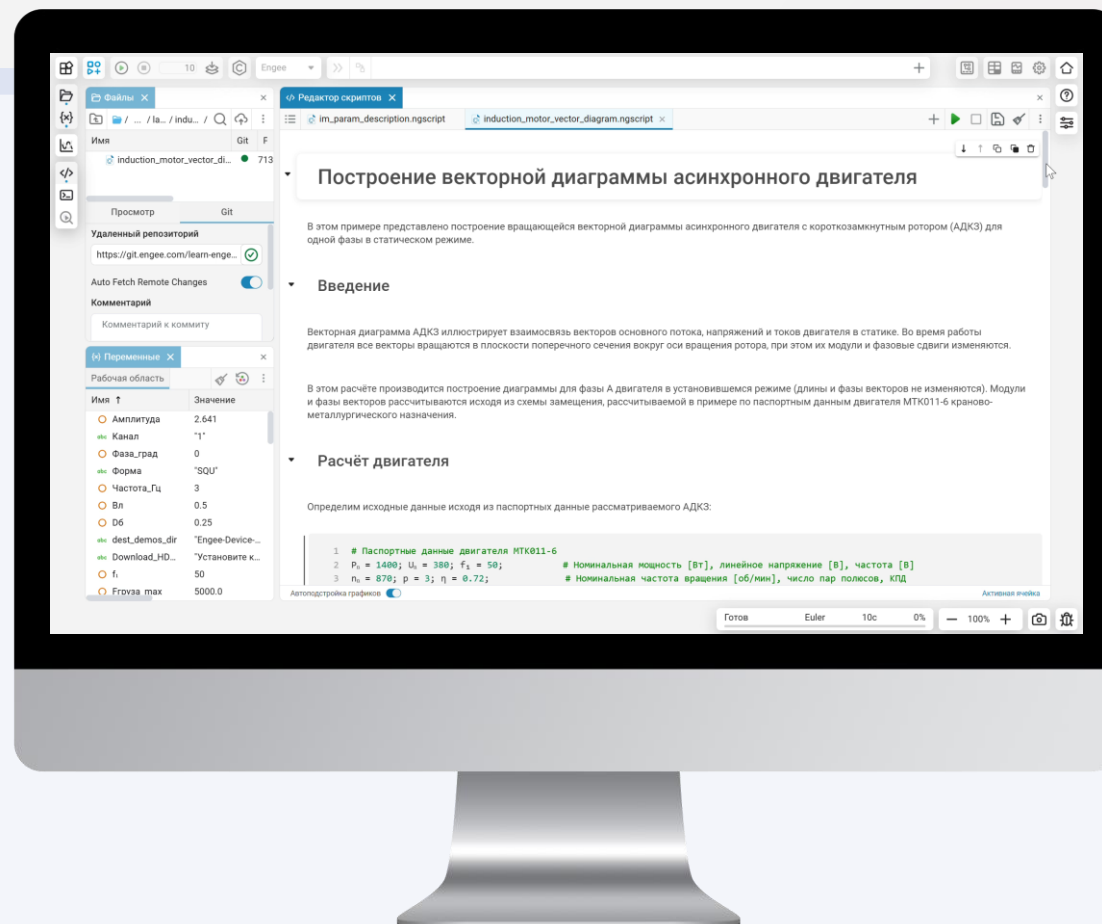 10
Engee
Файлы
/ ... / la... / indu... /
Имя Git F
induction_motor_vector_di... 713
Просмотр Git
Удаленный репозиторий
https://git.engee.com/learn-enge...
Auto Fetch Remote Changes
Комментарий
Комментарий к коммиту
(x) Переменные
Рабочая область
Имя ↑ Значение
Амплитуда 2.641
abc Канал "1"
Фаза_град 0
abc Форма "SQU"
Частота_Гц 3
Bл 0.5
Dб 0.25
abc dest_demos_dir "Engee-Device-...
abc Download_HD... "Установите к...
f₁ 50
Fгруза_max 5000.0
</> Редактор скриптов
im_param_description.ngscript induction_motor_vector_diagram.ngscript
Построение векторной диаграммы асинхронного двигателя
В этом примере представлено построение вращающейся векторной диаграммы асинхронного двигателя с короткозамкнутым ротором (АДКЗ) для
одной фазы в статическом режиме.
Введение
Векторная диаграмма АДКЗ иллюстрирует взаимосвязь векторов основного потока, напряжений и токов двигателя в статике. Во время работы
двигателя все векторы вращаются в плоскости поперечного сечения вокруг оси вращения ротора, при этом их модули и фазовые сдвиги изменяются.
В этом расчёте производится построение диаграммы для фазы А двигателя в установившемся режиме (длины и фазы векторов не изменяются). Модули
и фазы векторов рассчитываются исходя из схемы замещения, рассчитываемой в примере по паспортным данным двигателя МТК011-6 краново-
металлургического назначения.
Расчёт двигателя
Определим исходные данные исходя из паспортных данные рассматриваемого АДКЗ:
1 # Паспортные данные двигателя МТК011-6
2 Pₙ = 1400; Uₛ = 380; f₁ = 50; # Номинальная мощность [Вт], линейное напряжение [В], частота [В]
3 nₙ = 870; p = 3; η = 0.72; # Номинальная частота вращения [об/мин], число пар полюсов, КПД
Автоподстройка графиков Активная ячейка
Готов Euler 10с 0% 100%